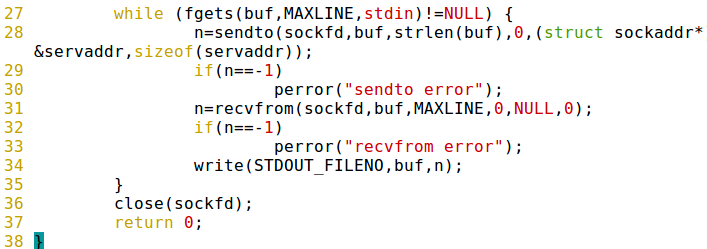 27         while (fgets(buf,MAXLINE,stdin)!=NULL) {
28                 n=sendto(sockfd,buf,strlen(buf),0,(struct sockaddr*
&servaddr,sizeof(servaddr));
29                 if(n==-1)
30                         perror("sendto error");
31                 n=recvfrom(sockfd,buf,MAXLINE,0,NULL,0);
32                 if(n==-1)
33                         perror("recvfrom error");
34                 write(STDOUT_FILENO,buf,n);
35         }
36         close(sockfd);
37         return 0;
38 }